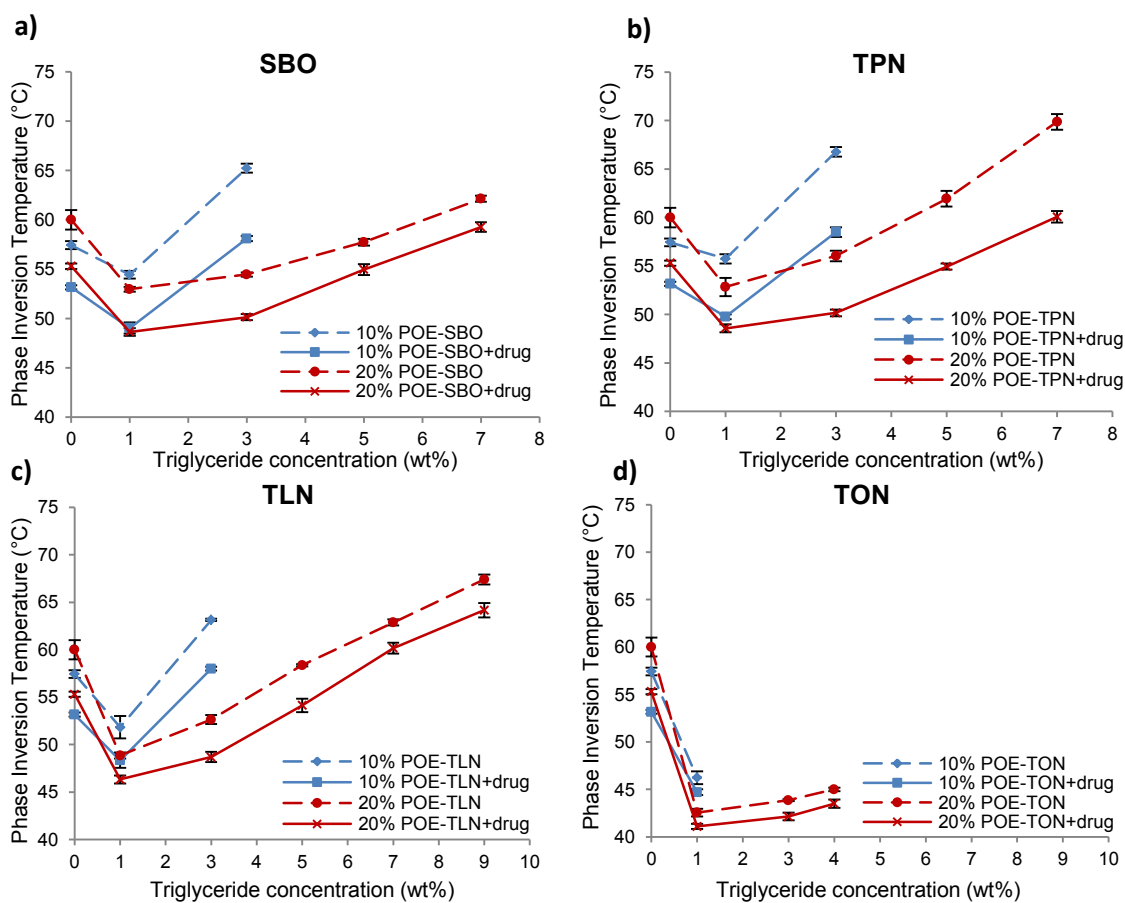 a)
SBO
Phase Inversion Temperature (°C)
75
70
65
60
55
50
45
40
10% POE-SBO
10% POE-SBO+drug
20% POE-SBO
20% POE-SBO+drug
0 1 2 3 4 5 6 7 8
Triglyceride concentration (wt%)
b)
TPN
Phase Inversion Temperature (°C)
75
70
65
60
55
50
45
40
10% POE-TPN
10% POE-TPN+drug
20% POE-TPN
20% POE-TPN+drug
0 1 2 3 4 5 6 7 8
Triglyceride concentration (wt%)
c)
TLN
Phase Inversion Temperature (°C)
75
70
65
60
55
50
45
40
10% POE-TLN
10% POE-TLN+drug
20% POE-TLN
20% POE-TLN+drug
0 1 2 3 4 5 6 7 8 9 10
Triglyceride concentration (wt%)
d)
TON
Phase Inversion Temperature (°C)
75
70
65
60
55
50
45
40
10% POE-TON
10% POE-TON+drug
20% POE-TON
20% POE-TON+drug
0 1 2 3 4 5 6 7 8 9 10
Triglyceride concentration (wt%)